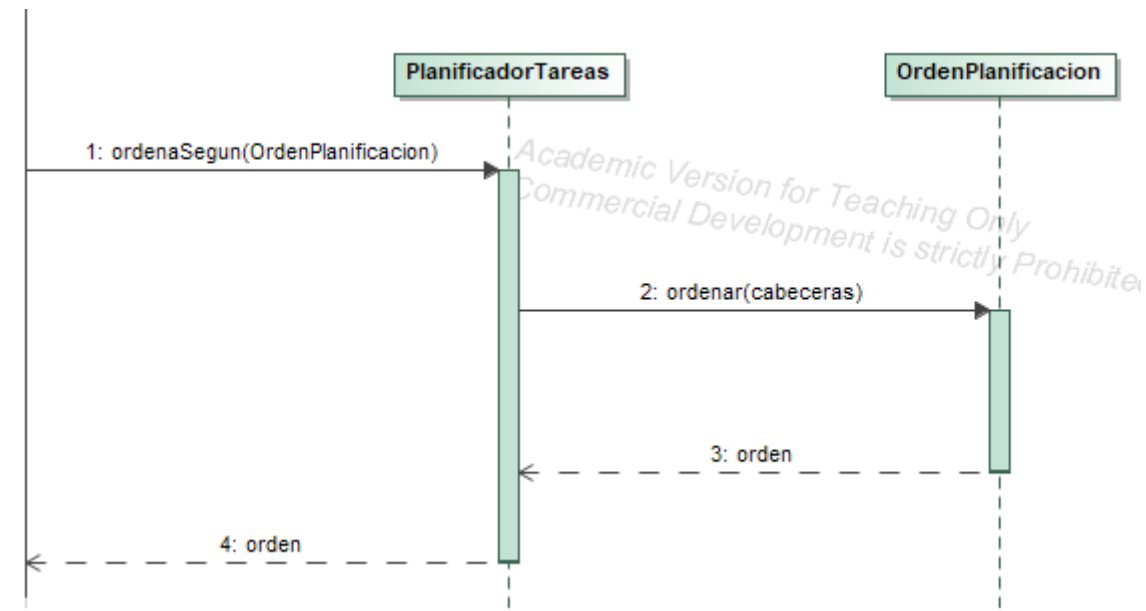 PlanificadorTareas
OrdenPlanificacion
1: ordenaSegun(OrdenPlanificacion)
Academic Version for Teaching Only
Commercial Development is strictly Prohibited
2: ordenar(cabeceras)
3: orden
4: orden